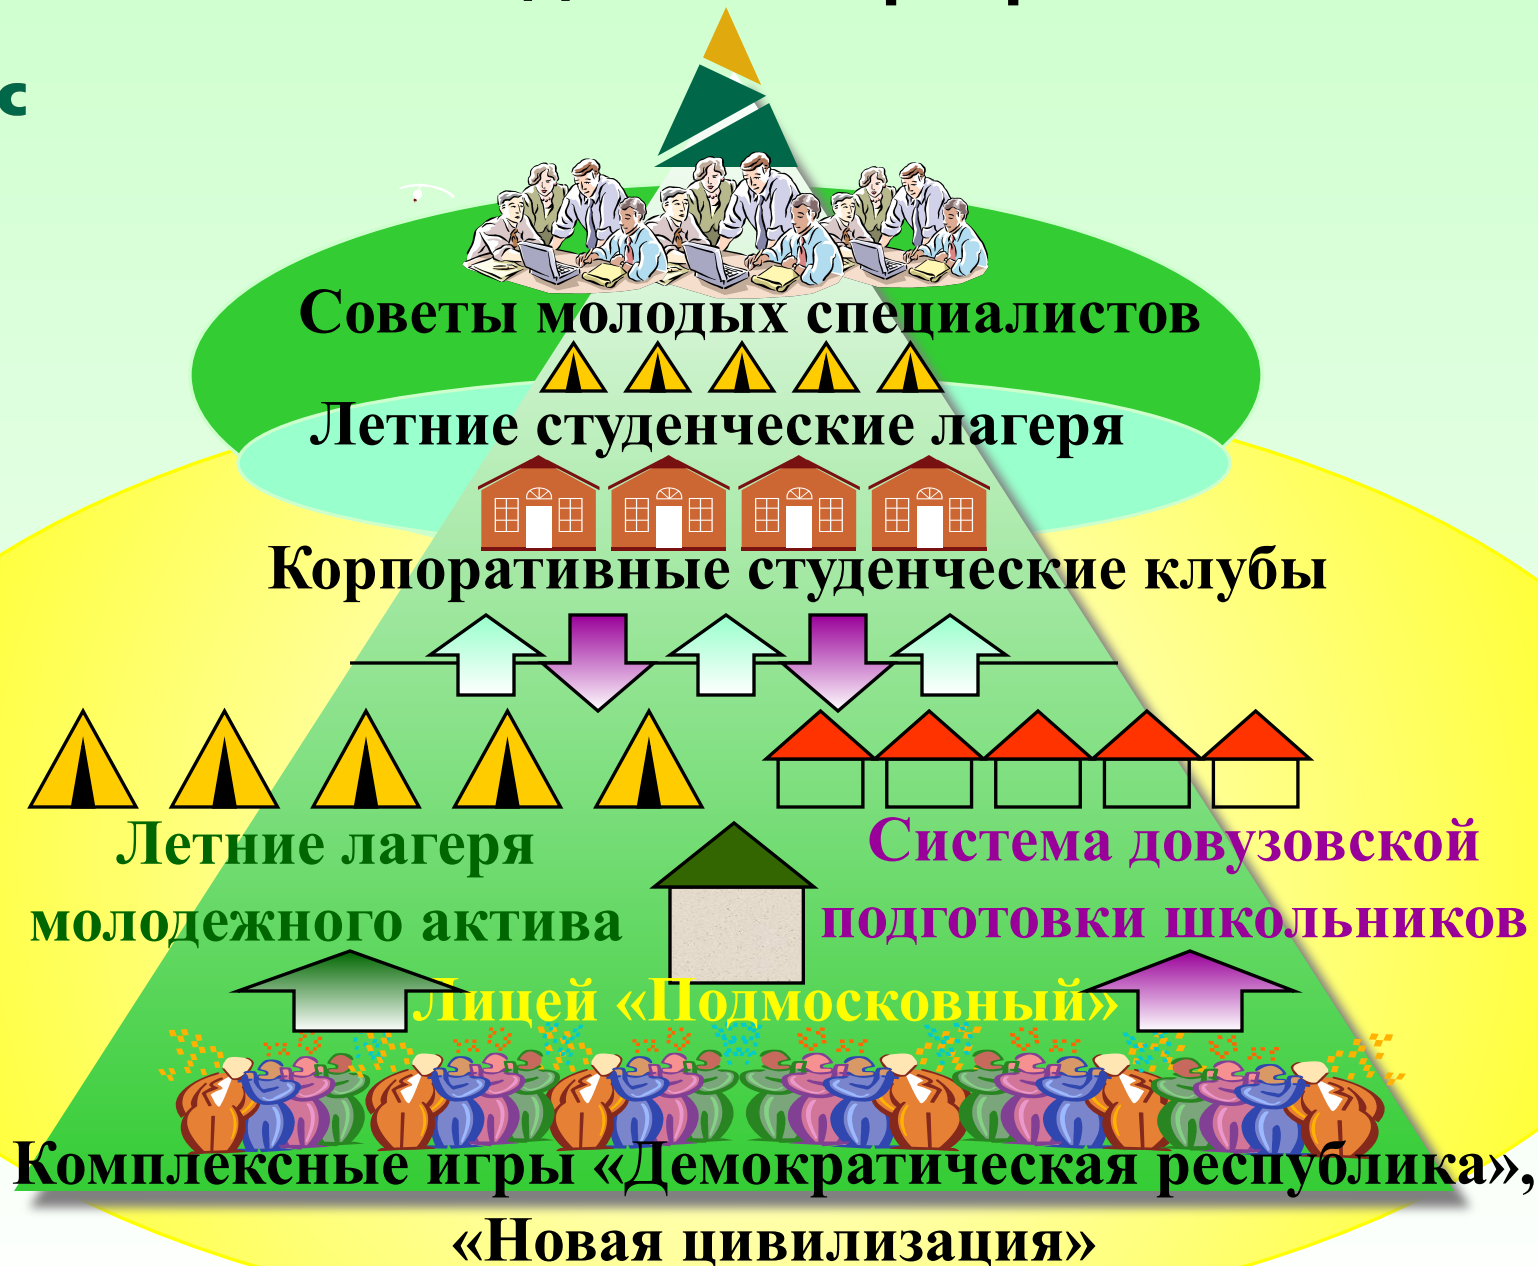 с
Советы молодых специалистов
Летние студенческие лагеря
Корпоративные студенческие клубы
Летние лагеря
молодежного актива
Система довузовской
подготовки школьников
Лицей «Подмосковный»
Комплексные игры «Демократическая республика»,
«Новая цивилизация»